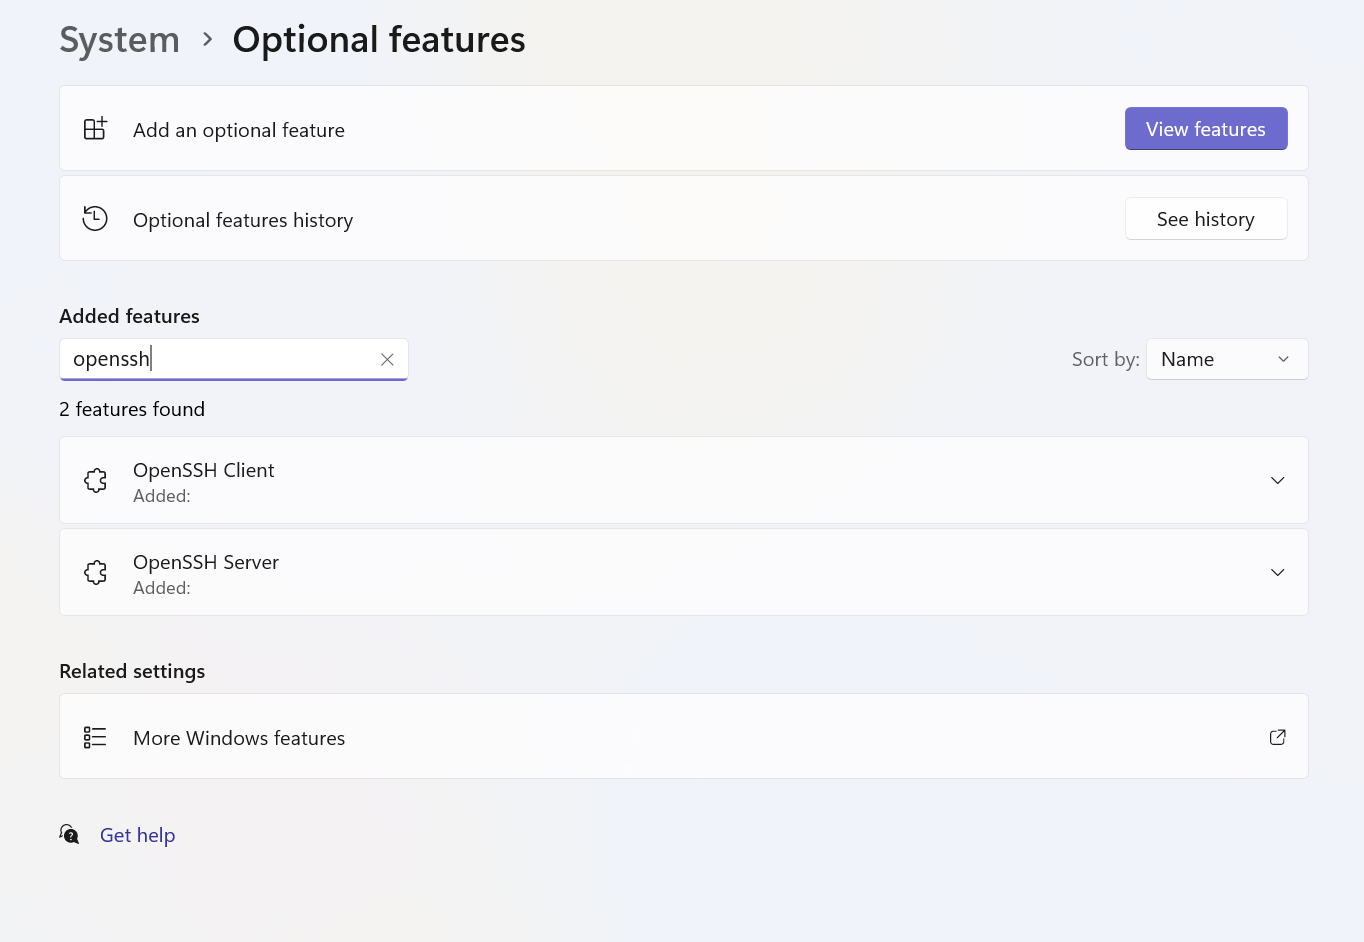 System > Optional features
Add an optional feature
View features
Optional features history
See history
Added features
openssh
Sort by: Name
2 features found
OpenSSH Client
Added:
OpenSSH Server
Added:
Related settings
More Windows features
Get help